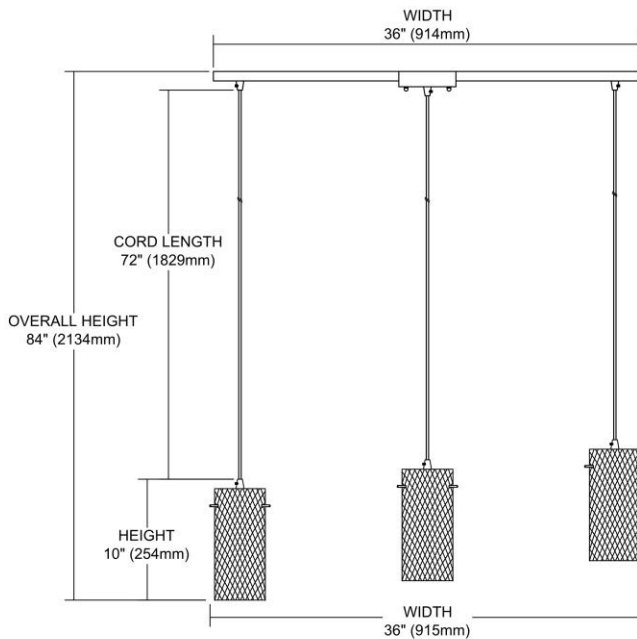 WIDTH
36" (914mm)
CORD LENGTH
72" (1829mm)
OVERALL HEIGHT
84" (2134mm)
HEIGHT
10" (254mm)
WIDTH
36" (915mm)